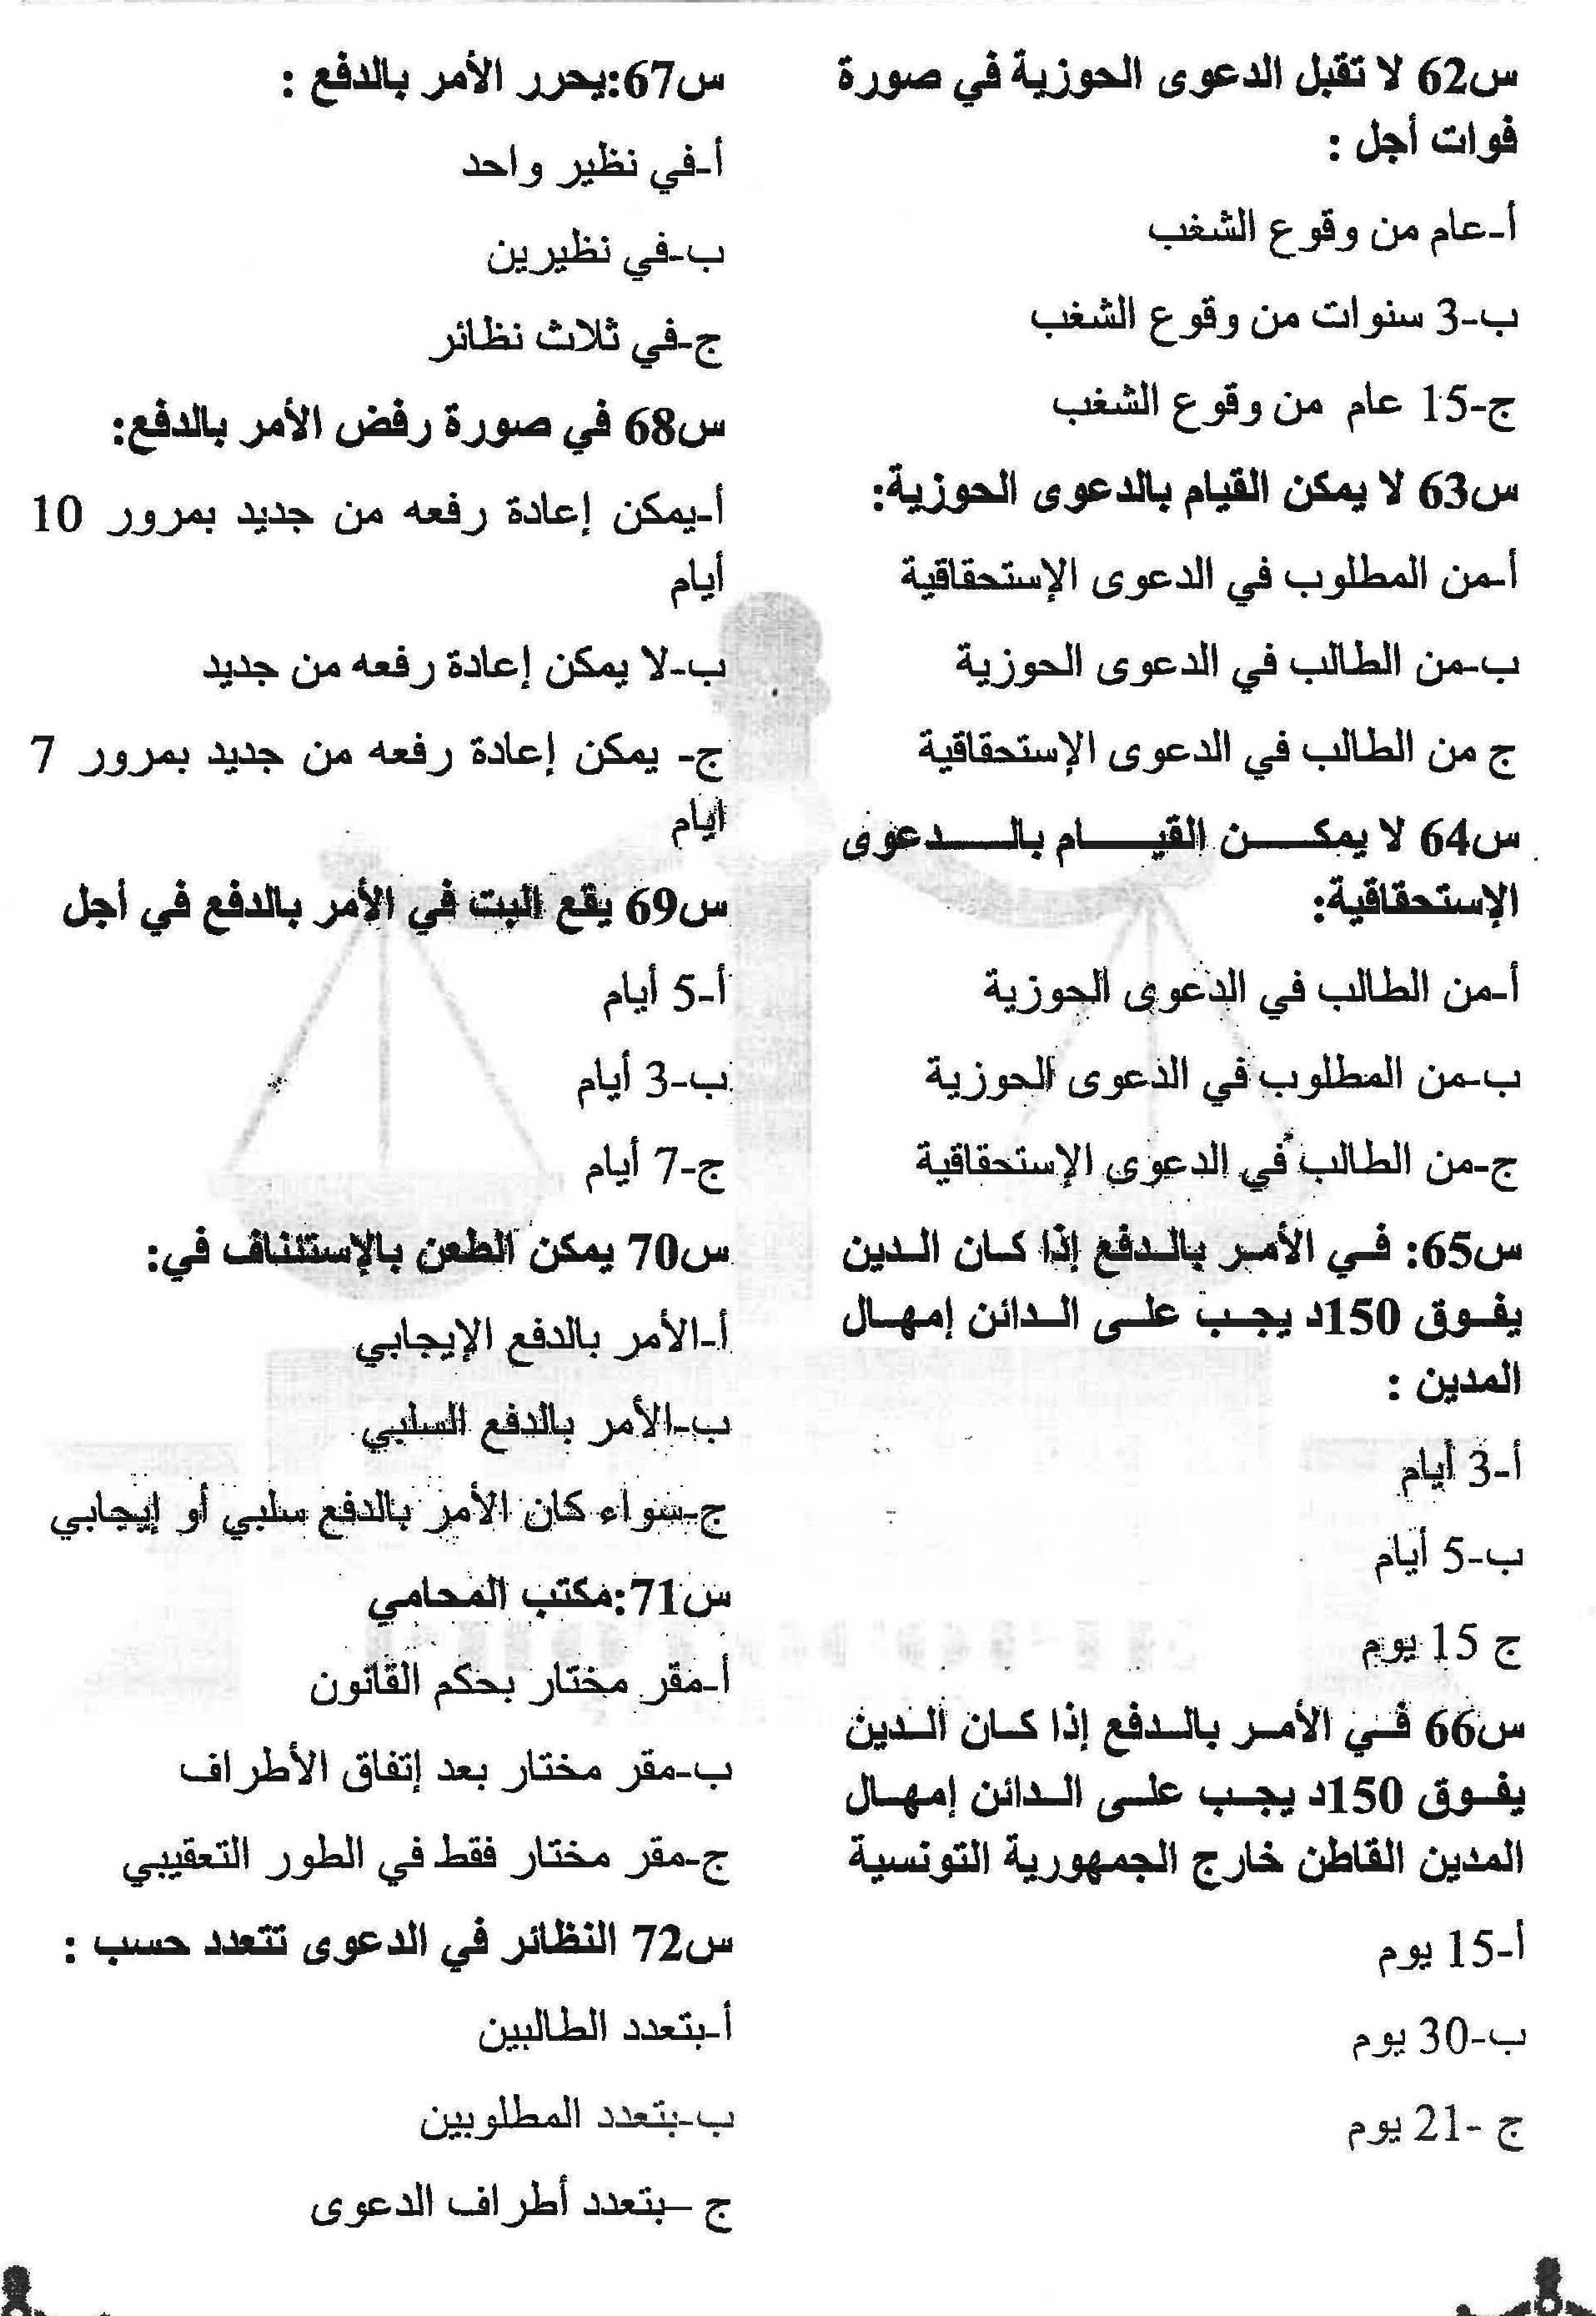 س62 لا تقبل الدعوى الحوزية في صورة
فوات أجل :
أ-عام من وقوع الشغب
ب-3 سنوات من وقوع الشغب
ج-15 عام من وقوع الشغب
س63 لا يمكن القيام بالدعوى الحوزية:
أ-من المطلوب في الدعوى الإستحقاقية
ب-من الطالب في الدعوى الحوزية
ج من الطالب في الدعوى الإستحقاقية
س64 لا يمكن القيام بالدعوى
الإستحقاقية:
أ-من الطالب في الدعوى الحوزية
ب-من المطلوب في الدعوى الحوزية
ج-من الطالب في الدعوى الإستحقاقية
س65: في الأمر بالدفع إذا كان الدين
يفوق 150د يجب على الدائن إمهال
المدين :
أ-3 أيام
ب-5 أيام
ج 15 يوم
س66 في الأمر بالدفع إذا كان الدين
يفوق 150د يجب على الدائن إمهال
المدين القاطن خارج الجمهورية التونسية
أ-15 يوم
ب-30 يوم
ج -21 يوم
س67:يحرر الأمر بالدفع :
أ-في نظير واحد
ب-في نظيرين
ج-في ثلاث نظائر
س68 في صورة رفض الأمر بالدفع:
أ-يمكن إعادة رفعه من جديد بمرور 10
أيام
ب-لا يمكن إعادة رفعه من جديد
ج- يمكن إعادة رفعه من جديد بمرور 7
ايام
س69 يقع البت في الأمر بالدفع في أجل
أ-5 أيام
ب-3 أيام
ج-7 أيام
س70 يمكن الطعن بالإستئناف في:
أ-الأمر بالدفع الإيجابي
ب-الأمر بالدفع السلبي
ج-سواء كان الأمر بالدفع سلبي أو إيجابي
س71:مكتب المحامي
أ-مقر مختار بحكم القانون
ب-مقر مختار بعد إتفاق الأطراف
ج-مقر مختار فقط في الطور التعقيبي
س72 النظائر في الدعوى تتعدد حسب :
أ-بتعدد الطالبين
ب-بتعدد المطلوبين
ج –بتعدد أطراف الدعوى